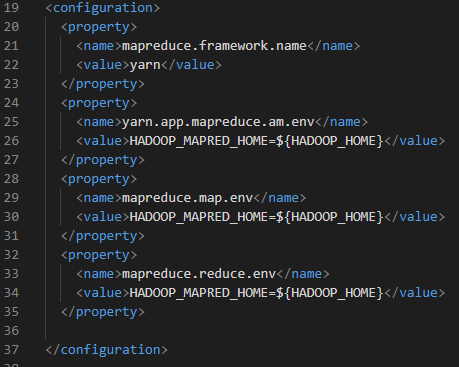 19 <configuration>
20 <property>
21 <name>mapreduce.framework.name</name>
22 <value>yarn</value>
23 </property>
24 <property>
25 <name>yarn.app.mapreduce.am.env</name>
26 <value>HADOOP_MAPRED_HOME=${HADOOP_HOME}</value>
27 </property>
28 <property>
29 <name>mapreduce.map.env</name>
30 <value>HADOOP_MAPRED_HOME=${HADOOP_HOME}</value>
31 </property>
32 <property>
33 <name>mapreduce.reduce.env</name>
34 <value>HADOOP_MAPRED_HOME=${HADOOP_HOME}</value>
35 </property>
36
37 </configuration>